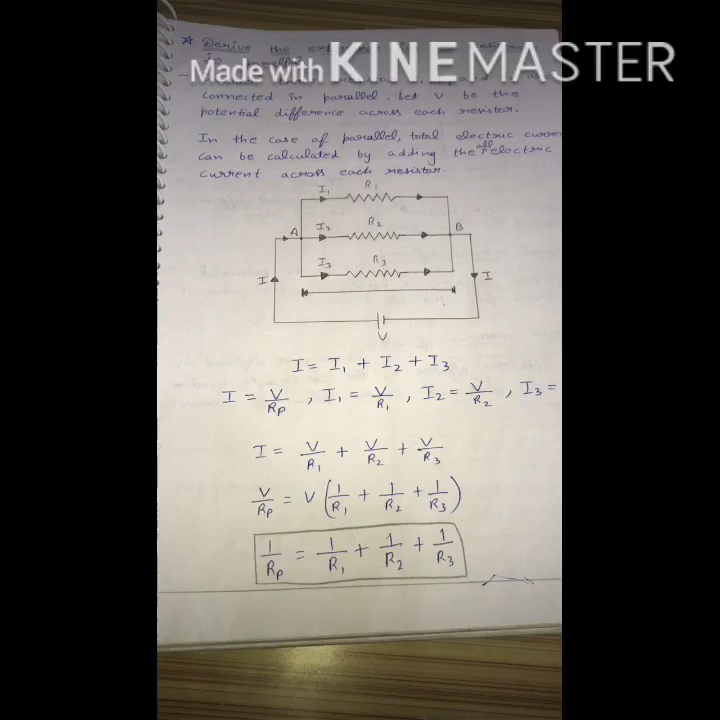 Made with KINEMASTER
* Derive the
connected in parallel. Let V be the
potential difference across each resistor.
In the case of parallel, total electric curren
can be calculated by adding the all electric
current across each resistor.
I₁ R₁
A I₂ R₂ B
I₃ R₃
I I
V
I = I₁ + I₂ + I₃
I = V/Rp , I₁ = V/R₁ , I₂ = V/R₂ , I₃ =
I = V/R₁ + V/R₂ + V/R₃
V/Rp = V (1/R₁ + 1/R₂ + 1/R₃)
1/Rp = 1/R₁ + 1/R₂ + 1/R₃